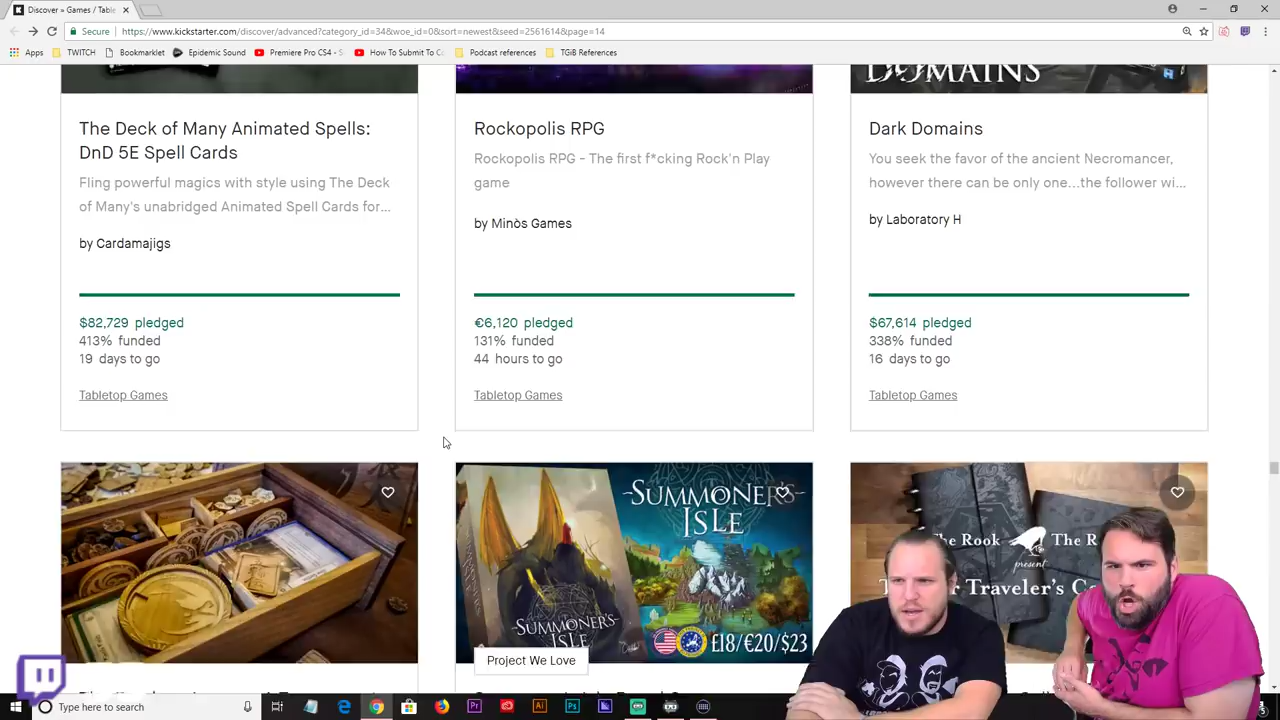 Discover » Games / Table
Secure
https://www.kickstarter.com/discover/advanced?category_id=34&woe_id=0&sort=newest&seed=2561614&page=14
Apps
TWITCH
Bookmarklet
Epidemic Sound
Premiere Pro CS4 - S
How To Submit To Co
Podcast references
TGiB References
DOMAINS
The Deck of Many Animated Spells:
DnD 5E Spell Cards
Fling powerful magics with style using The Deck
of Many's unabridged Animated Spell Cards for...
by Cardamajigs
$82,729 pledged
413% funded
19 days to go
Tabletop Games
Rockopolis RPG
Rockopolis RPG - The first f*cking Rock'n Play
game
by Minòs Games
€6,120 pledged
131% funded
44 hours to go
Tabletop Games
Dark Domains
You seek the favor of the ancient Necromancer,
however there can be only one...the follower wi...
by Laboratory H
$67,614 pledged
338% funded
16 days to go
Tabletop Games
SUMMONER'S
ISLE
SUMMONER'S
ISLE
£18/€20/$23
Project We Love
The Rook
present
Traveler's
Type here to search